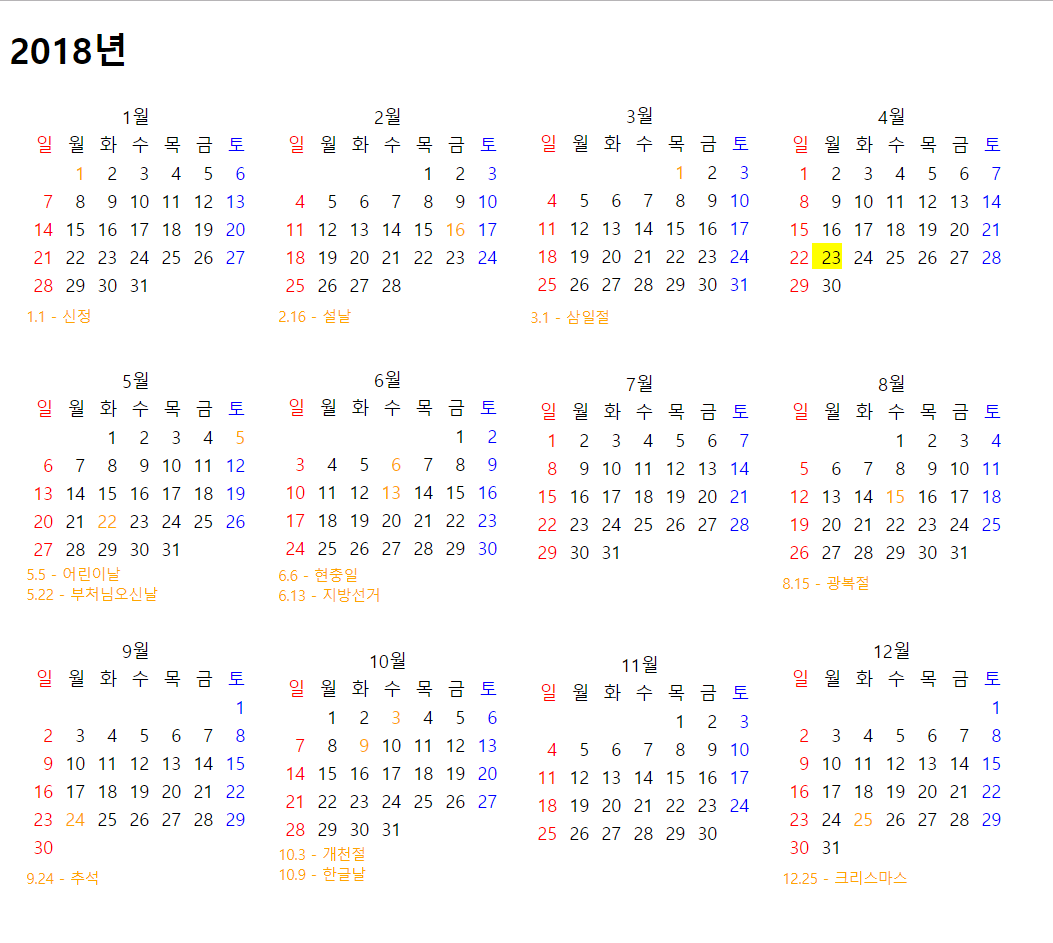 2018년
1월
일 월 화 수 목 금 토
1 2 3 4 5 6
7 8 9 10 11 12 13
14 15 16 17 18 19 20
21 22 23 24 25 26 27
28 29 30 31
1.1 - 신정
2월
일 월 화 수 목 금 토
1 2 3
4 5 6 7 8 9 10
11 12 13 14 15 16 17
18 19 20 21 22 23 24
25 26 27 28
2.16 - 설날
3월
일 월 화 수 목 금 토
1 2 3
4 5 6 7 8 9 10
11 12 13 14 15 16 17
18 19 20 21 22 23 24
25 26 27 28 29 30 31
3.1 - 삼일절
4월
일 월 화 수 목 금 토
1 2 3 4 5 6 7
8 9 10 11 12 13 14
15 16 17 18 19 20 21
22 23 24 25 26 27 28
29 30
5월
일 월 화 수 목 금 토
1 2 3 4 5
6 7 8 9 10 11 12
13 14 15 16 17 18 19
20 21 22 23 24 25 26
27 28 29 30 31
5.5 - 어린이날
5.22 - 부처님오신날
6월
일 월 화 수 목 금 토
1 2
3 4 5 6 7 8 9
10 11 12 13 14 15 16
17 18 19 20 21 22 23
24 25 26 27 28 29 30
6.6 - 현충일
6.13 - 지방선거
7월
일 월 화 수 목 금 토
1 2 3 4 5 6 7
8 9 10 11 12 13 14
15 16 17 18 19 20 21
22 23 24 25 26 27 28
29 30 31
8월
일 월 화 수 목 금 토
1 2 3 4
5 6 7 8 9 10 11
12 13 14 15 16 17 18
19 20 21 22 23 24 25
26 27 28 29 30 31
8.15 - 광복절
9월
일 월 화 수 목 금 토
1
2 3 4 5 6 7 8
9 10 11 12 13 14 15
16 17 18 19 20 21 22
23 24 25 26 27 28 29
30
9.24 - 추석
10월
일 월 화 수 목 금 토
1 2 3 4 5 6
7 8 9 10 11 12 13
14 15 16 17 18 19 20
21 22 23 24 25 26 27
28 29 30 31
10.3 - 개천절
10.9 - 한글날
11월
일 월 화 수 목 금 토
1 2 3
4 5 6 7 8 9 10
11 12 13 14 15 16 17
18 19 20 21 22 23 24
25 26 27 28 29 30
12월
일 월 화 수 목 금 토
1
2 3 4 5 6 7 8
9 10 11 12 13 14 15
16 17 18 19 20 21 22
23 24 25 26 27 28 29
30 31
12.25 - 크리스마스